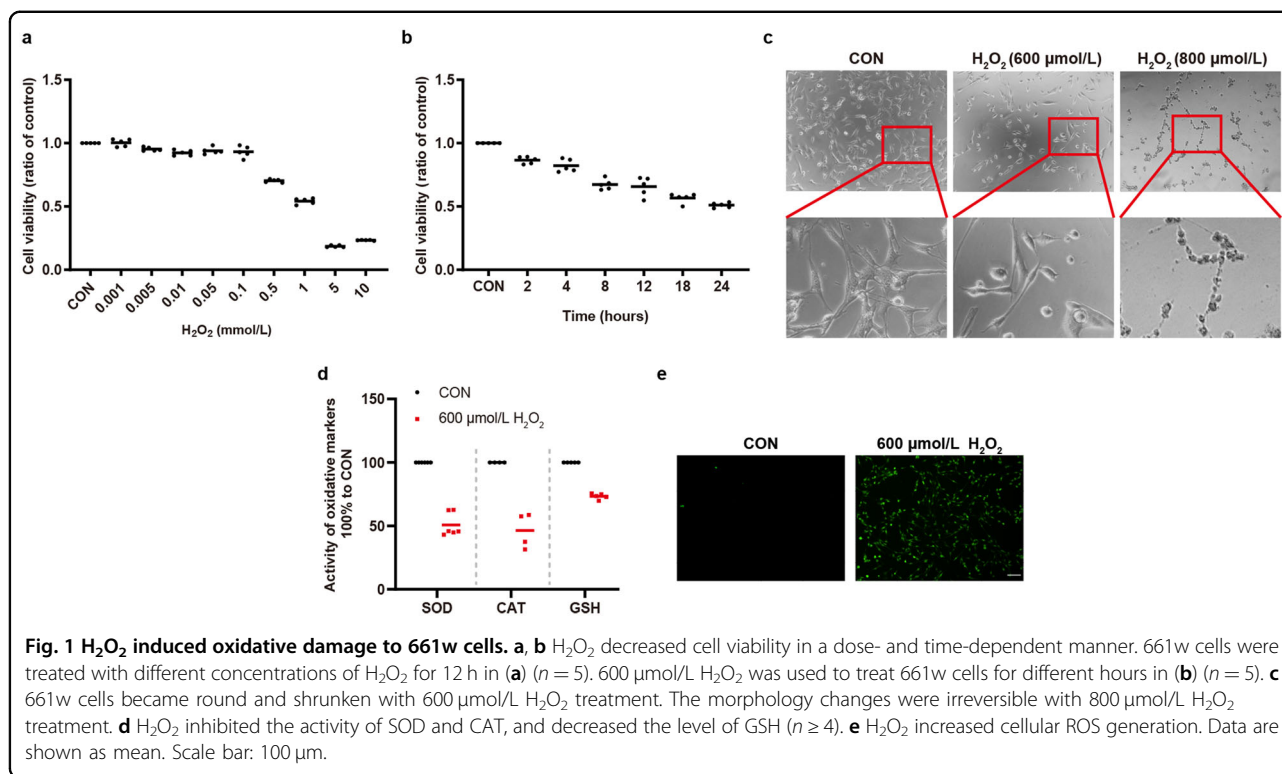 a
Cell viability (ratio of control)
1.5
1.0
0.5
0.0
CON
0.001
0.005
0.01
0.05
0.1
0.5
1
5
10
H₂O₂ (mmol/L)
b
Cell viability (ratio of control)
1.5
1.0
0.5
0.0
CON
2
4
8
12
18
24
Time (hours)
c
CON
H₂O₂ (600 μmol/L)
H₂O₂ (800 μmol/L)
d
Activity of oxidative markers
100% to CON
150
100
50
0
CON
600 μmol/L H₂O₂
SOD
CAT
GSH
e
CON
600 μmol/L H₂O₂
Fig. 1 H₂O₂ induced oxidative damage to 661w cells. a, b H₂O₂ decreased cell viability in a dose- and time-dependent manner. 661w cells were
treated with different concentrations of H₂O₂ for 12 h in (a) (n = 5). 600 μmol/L H₂O₂ was used to treat 661w cells for different hours in (b) (n = 5). c
661w cells became round and shrunken with 600 μmol/L H₂O₂ treatment. The morphology changes were irreversible with 800 μmol/L H₂O₂
treatment. d H₂O₂ inhibited the activity of SOD and CAT, and decreased the level of GSH (n ≥ 4). e H₂O₂ increased cellular ROS generation. Data are
shown as mean. Scale bar: 100 μm.